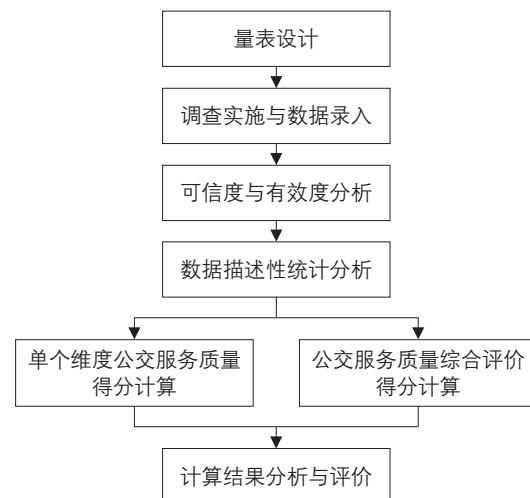 量表设计
调查实施与数据录入
可信度与有效度分析
数据描述性统计分析
单个维度公交服务质量
得分计算
公交服务质量综合评价
得分计算
计算结果分析与评价